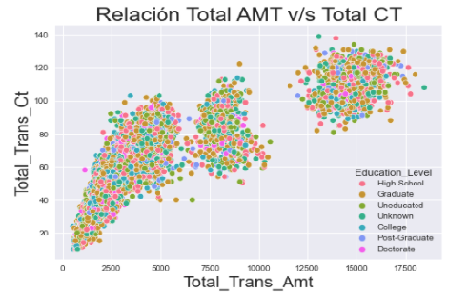 Relación Total AMT v/s Total CT
Total_Trans_Ct
140
120
100
80
60
40
20
Education_Level
High School
Graduate
Uneducated
Unknown
College
Post-Graduate
Doctorate
0
2500
5000
7500
10000
12500
15000
17500
Total_Trans_Amt